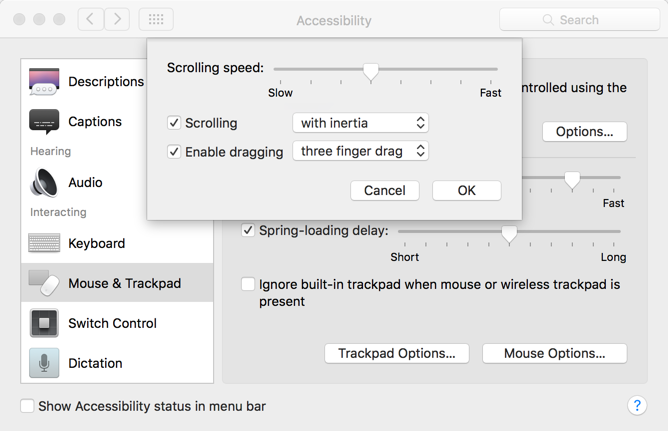 Accessibility
Search
Descriptions
Captions
Hearing
Audio
Interacting
Keyboard
Mouse & Trackpad
Switch Control
Dictation
Scrolling speed:
Slow
Fast
Scrolling
with inertia
Enable dragging
three finger drag
Cancel
OK
ntrolled using the
Options...
Fast
Spring-loading delay:
Short
Long
Ignore built-in trackpad when mouse or wireless trackpad is
present
Trackpad Options...
Mouse Options...
Show Accessibility status in menu bar
?